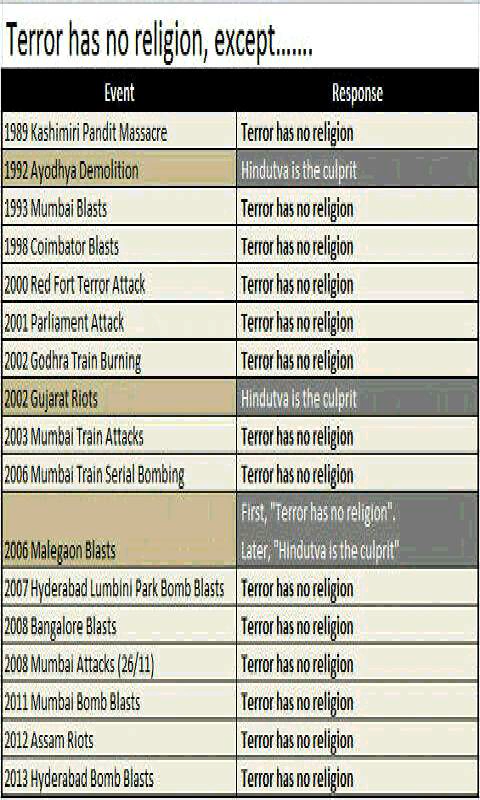 Terror has no religion, except.......
Event Response
1989 Kashimiri Pandit Massacre Terror has no religion
1992 Ayodhya Demolition Hindutva is the culprit
1993 Mumbai Blasts Terror has no religion
1998 Coimbator Blasts Terror has no religion
2000 Red Fort Terror Attack Terror has no religion
2001 Parliament Attack Terror has no religion
2002 Godhra Train Burning Terror has no religion
2002 Gujarat Riots Hindutva is the culprit
2003 Mumbai Train Attacks Terror has no religion
2006 Mumbai Train Serial Bombing Terror has no religion
First, "Terror has no religion".
2006 Malegaon Blasts Later, "Hindutva is the culprit"
2007 Hyderabad Lumbini Park Bomb Blasts Terror has no religion
2008 Bangalore Blasts Terror has no religion
2008 Mumbai Attacks (26/11) Terror has no religion
2011 Mumbai Bomb Blasts Terror has no religion
2012 Assam Riots Terror has no religion
2013 Hyderabad Bomb Blasts Terror has no religion